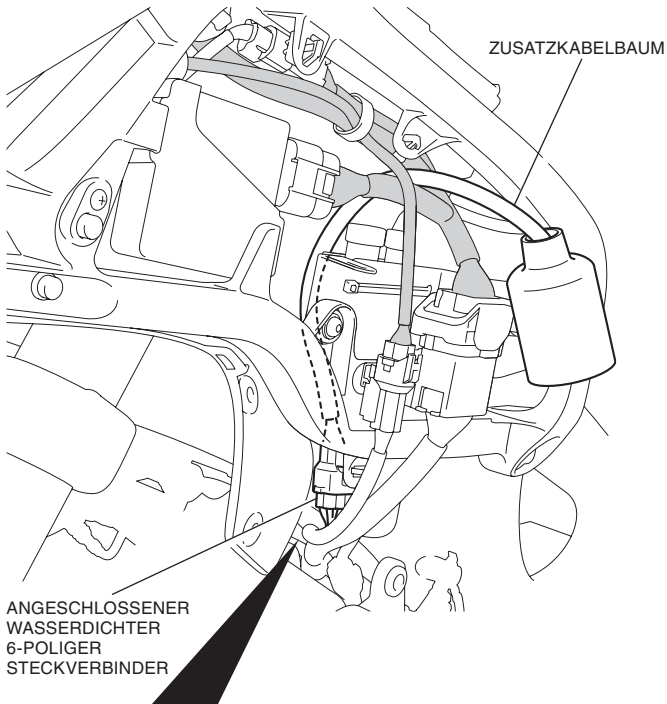 ZUSATZKABELBAUM
ANGESCHLOSSENER
WASSERDICHTER
6-POLIGER
STECKVERBINDER